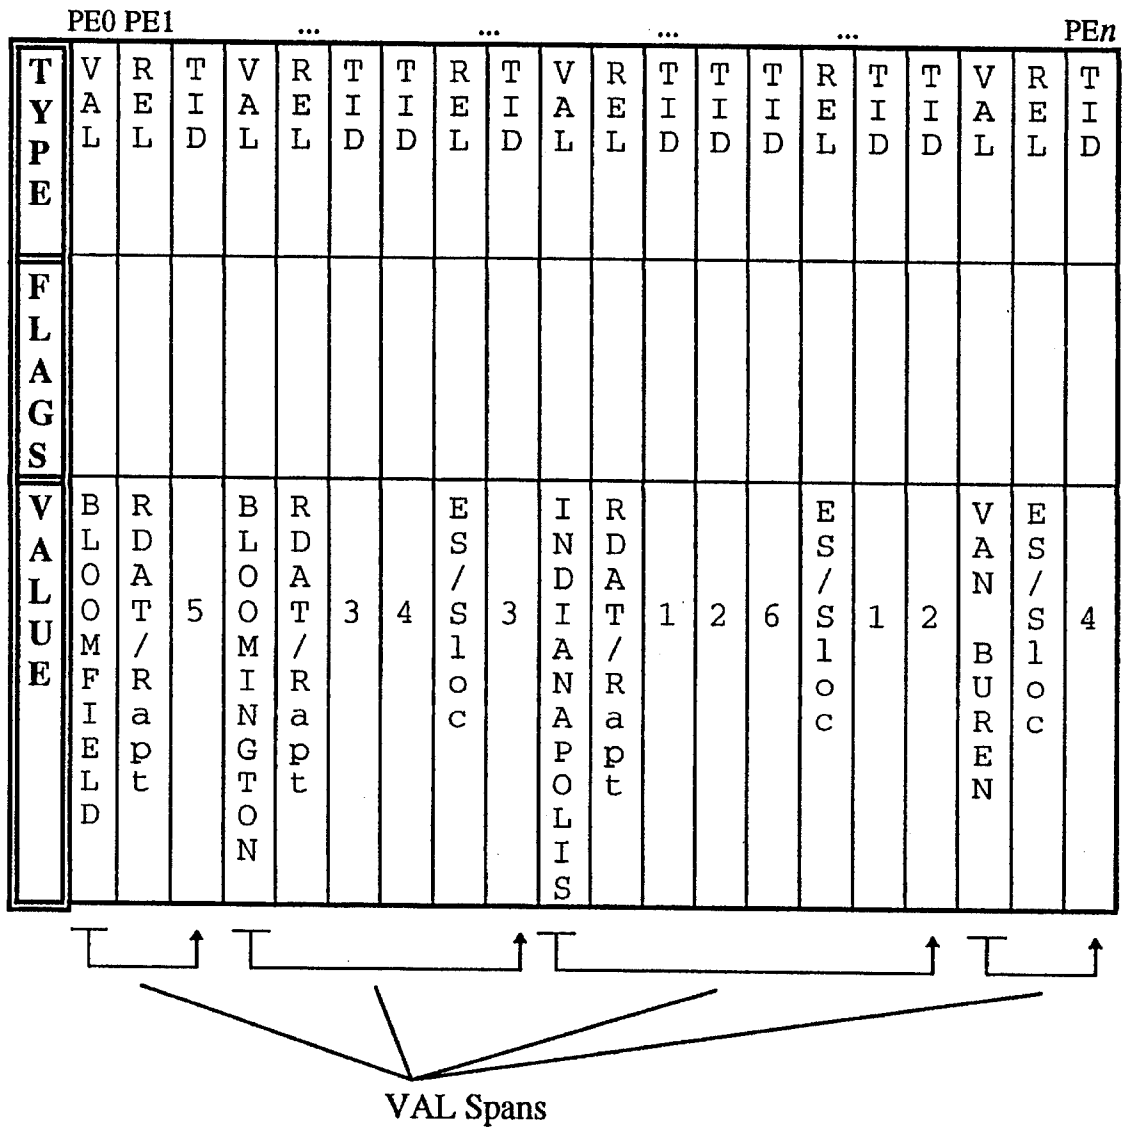 PE0 PE1 ... ... ... ... PEn
TYPE VAL REL TID VAL REL TID TID REL TID VAL REL TID TID TID REL TID TID VAL REL TID
FLAGS
VALUE BLOOMFIELD RDAT/Rapt 5 BLOOMINGTON RDAT/Rapt 3 4 ES/Sloc 3 INDIANAPOLIS RDAT/Rapt 1 2 6 ES/Sloc 1 2 VAN BUREN ES/Sloc 4
VAL Spans